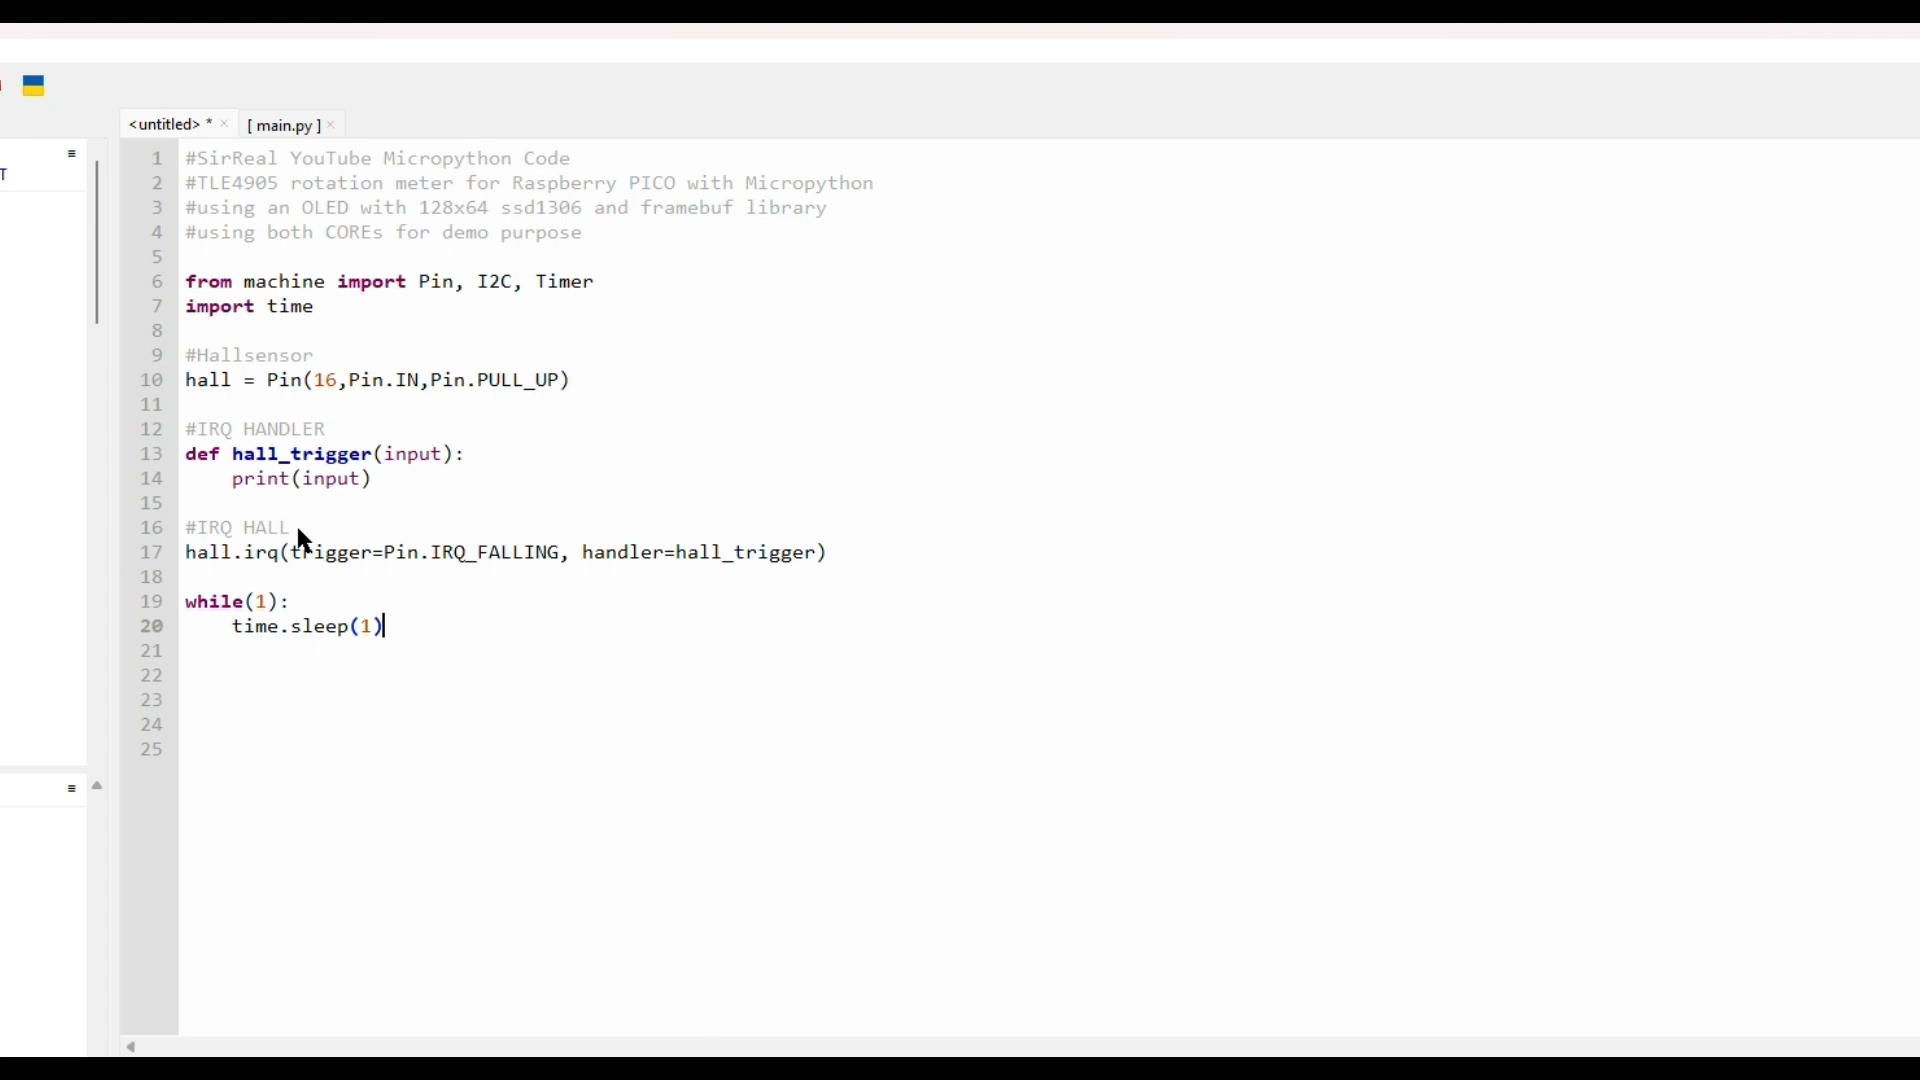 <untitled> * ×
[ main.py ] ×
≡
T
1 #SirReal YouTube Micropython Code
2 #TLE4905 rotation meter for Raspberry PICO with Micropython
3 #using an OLED with 128x64 ssd1306 and framebuf library
4 #using both COREs for demo purpose
5
6 from machine import Pin, I2C, Timer
7 import time
8
9 #Hallsensor
10 hall = Pin(16,Pin.IN,Pin.PULL_UP)
11
12 #IRQ HANDLER
13 def hall_trigger(input):
14     print(input)
15
16 #IRQ HALL
17 hall.irq(trigger=Pin.IRQ_FALLING, handler=hall_trigger)
18
19 while(1):
20     time.sleep(1)
21
22
23
24
25
≡